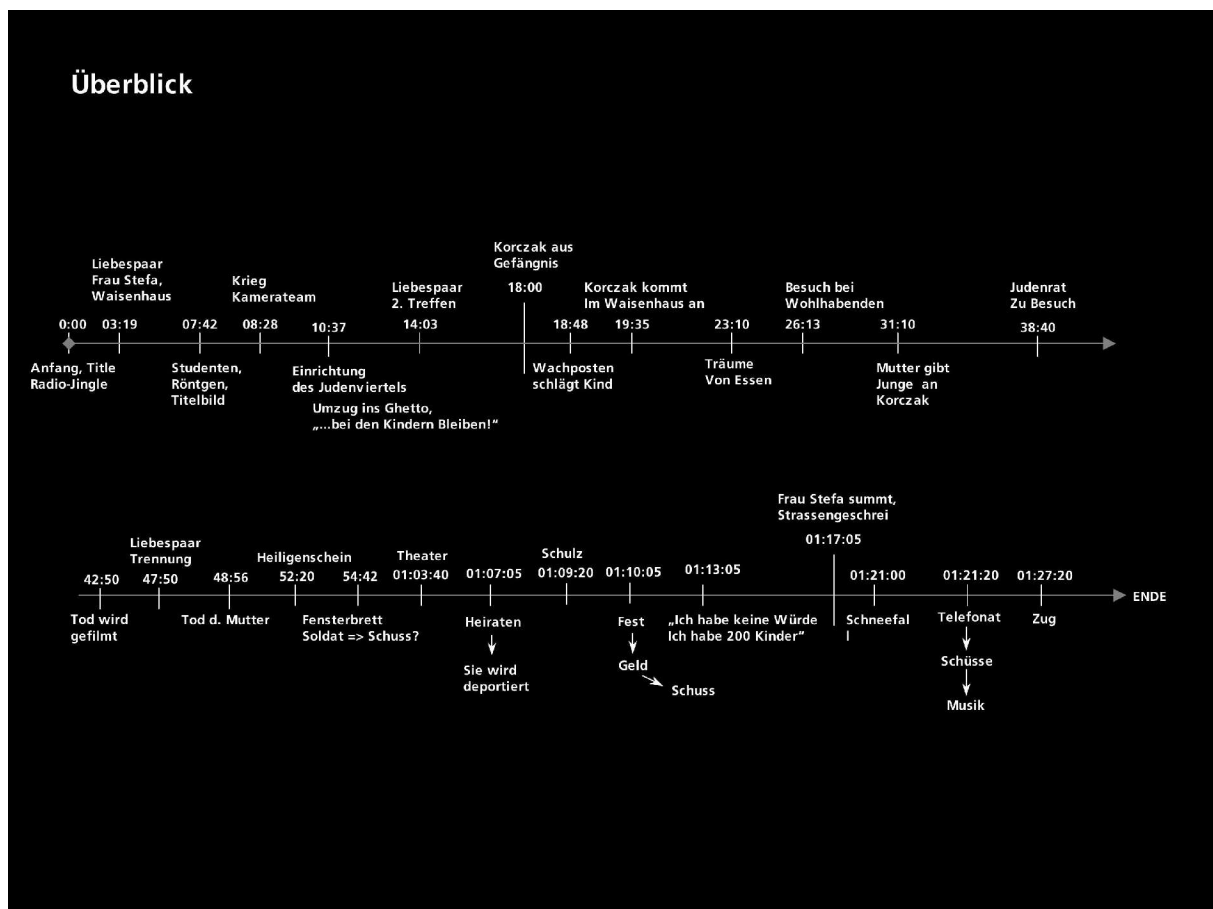 Überblick
Korczak aus
Gefängnis
Liebespaar
Frau Stefa,
Waisenhaus
Krieg
Kamerateam
Liebespaar
2. Treffen
18:00
Korczak kommt
Im Waisenhaus an
Besuch bei
Wohlhabenden
Judenrat
Zu Besuch
0:00 03:19 07:42 08:28 10:37 14:03 18:48 19:35 23:10 26:13 31:10 38:40
Anfang, Title
Radio-Jingle
Studenten,
Röntgen,
Titelbild
Einrichtung
des Judenviertels
Umzug ins Ghetto,
„...bei den Kindern Bleiben!“
Wachposten
schlägt Kind
Träume
Von Essen
Mutter gibt
Junge an
Korczak
Frau Stefa summt,
Strassengeschrei
01:17:05
Liebespaar
Trennung
Heiligenschein
Theater
Schulz
42:50 47:50 48:56 52:20 54:42 01:03:40 01:07:05 01:09:20 01:10:05 01:13:05 01:21:00 01:21:20 01:27:20
ENDE
Tod wird
gefilmt
Tod d. Mutter
Fensterbrett
Soldat => Schuss?
Heiraten
Sie wird
deportiert
Fest
Geld
Schuss
„Ich habe keine Würde
Ich habe 200 Kinder“
Schneefal
l
Telefonat
Schüsse
Musik
Zug